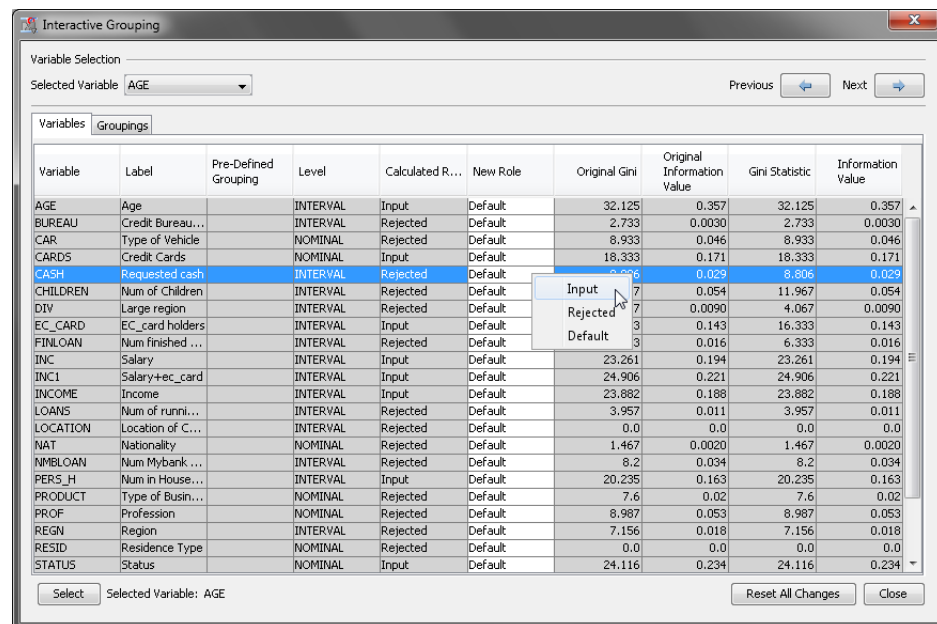 Interactive Grouping
Variable Selection
Selected Variable AGE Previous Next
Variables Groupings
Variable Label Pre-Defined Grouping Level Calculated R... New Role Original Gini Original Information Value Gini Statistic Information Value
AGE Age INTERVAL Input Default 32.125 0.357 32.125 0.357
BUREAU Credit Bureau... INTERVAL Rejected Default 2.733 0.0030 2.733 0.0030
CAR Type of Vehicle NOMINAL Rejected Default 8.933 0.046 8.933 0.046
CARDS Credit Cards NOMINAL Input Default 18.333 0.171 18.333 0.171
CASH Requested cash INTERVAL Rejected Default 0.029 8.806 0.029
Input
CHILDREN Num of Children INTERVAL Rejected Default 7 0.054 11.967 0.054
DIV Large region INTERVAL Rejected Default 7 0.0090 4.067 0.0090
Rejected
EC_CARD EC_card holders INTERVAL Input Default 3 0.143 16.333 0.143
Default
FINLOAN Num finished ... INTERVAL Rejected Default 3 0.016 6.333 0.016
INC Salary INTERVAL Input Default 23.261 0.194 23.261 0.194
INC1 Salary+ec_card INTERVAL Input Default 24.906 0.221 24.906 0.221
INCOME Income INTERVAL Input Default 23.882 0.188 23.882 0.188
LOANS Num of runni... INTERVAL Rejected Default 3.957 0.011 3.957 0.011
LOCATION Location of C... INTERVAL Rejected Default 0.0 0.0 0.0 0.0
NAT Nationality NOMINAL Rejected Default 1.467 0.0020 1.467 0.0020
NMBLOAN Num Mybank ... INTERVAL Rejected Default 8.2 0.034 8.2 0.034
PERS_H Num in House... INTERVAL Input Default 20.235 0.163 20.235 0.163
PRODUCT Type of Busin... NOMINAL Rejected Default 7.6 0.02 7.6 0.02
PROF Profession NOMINAL Rejected Default 8.987 0.053 8.987 0.053
REGN Region INTERVAL Rejected Default 7.156 0.018 7.156 0.018
RESID Residence Type NOMINAL Rejected Default 0.0 0.0 0.0 0.0
STATUS Status NOMINAL Input Default 24.116 0.234 24.116 0.234
Select Selected Variable: AGE Reset All Changes Close